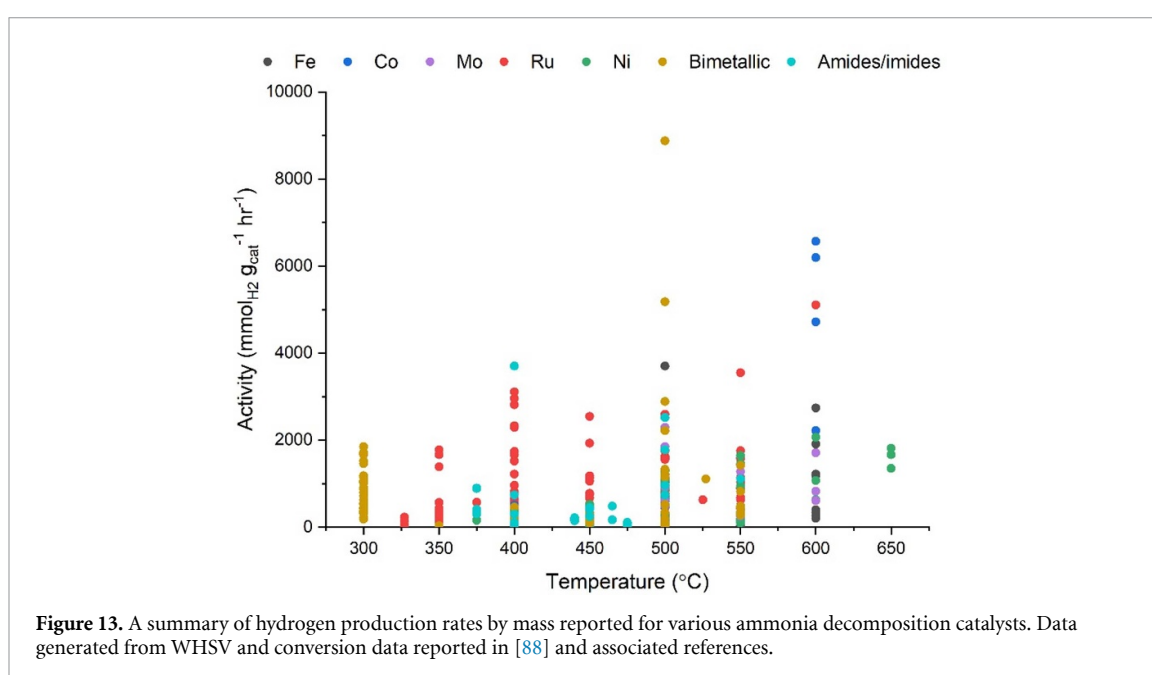 Fe Co Mo Ru Ni Bimetallic Amides/imides
10000
8000
6000
4000
2000
0
Activity (mmol_H2 g_cat^-1 hr^-1)
300 350 400 450 500 550 600 650
Temperature (°C)
Figure 13. A summary of hydrogen production rates by mass reported for various ammonia decomposition catalysts. Data
generated from WHSV and conversion data reported in [88] and associated references.